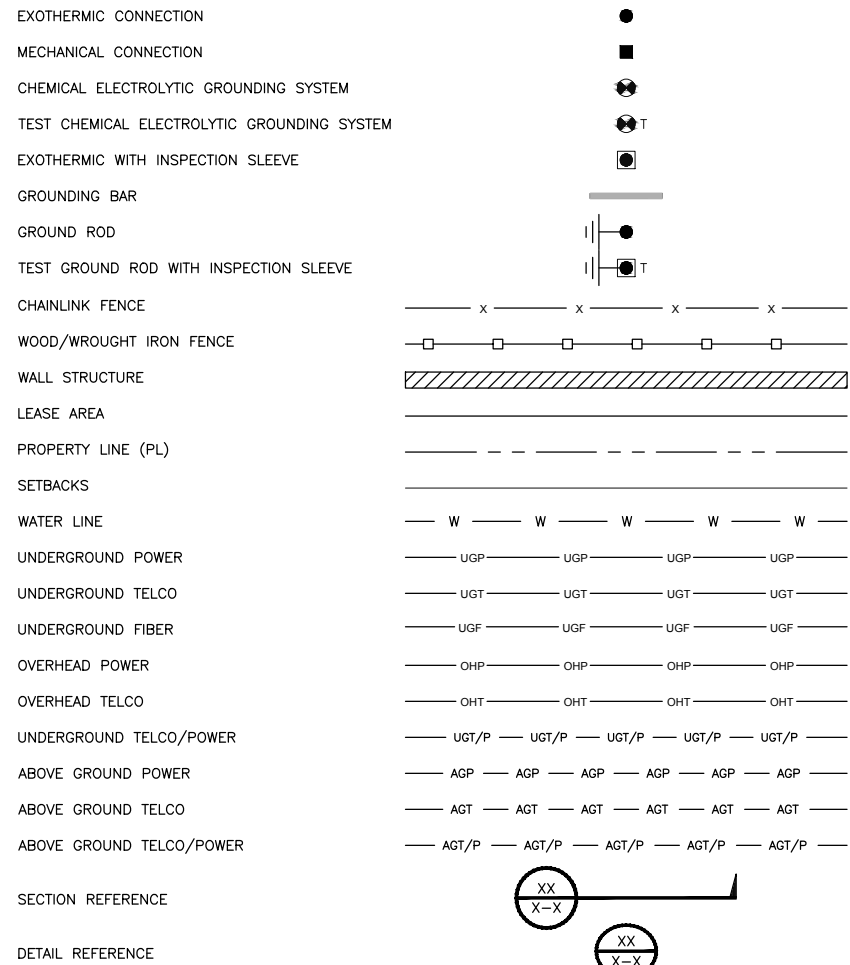 EXOTHERMIC CONNECTION
MECHANICAL CONNECTION
CHEMICAL ELECTROLYTIC GROUNDING SYSTEM
TEST CHEMICAL ELECTROLYTIC GROUNDING SYSTEM T
EXOTHERMIC WITH INSPECTION SLEEVE
GROUNDING BAR
GROUND ROD
TEST GROUND ROD WITH INSPECTION SLEEVE T
CHAINLINK FENCE X X X X
WOOD/WROUGHT IRON FENCE
WALL STRUCTURE
LEASE AREA
PROPERTY LINE (PL)
SETBACKS
WATER LINE W W W W W
UNDERGROUND POWER UGP UGP UGP UGP
UNDERGROUND TELCO UGT UGT UGT UGT
UNDERGROUND FIBER UGF UGF UGF UGF
OVERHEAD POWER OHP OHP OHP OHP
OVERHEAD TELCO OHT OHT OHT OHT
UNDERGROUND TELCO/POWER UGT/P UGT/P UGT/P UGT/P UGT/P
ABOVE GROUND POWER AGP AGP AGP AGP AGP AGP
ABOVE GROUND TELCO AGT AGT AGT AGT AGT AGT
ABOVE GROUND TELCO/POWER AGT/P AGT/P AGT/P AGT/P AGT/P
XX
SECTION REFERENCE
X-X
XX
DETAIL REFERENCE
X-X